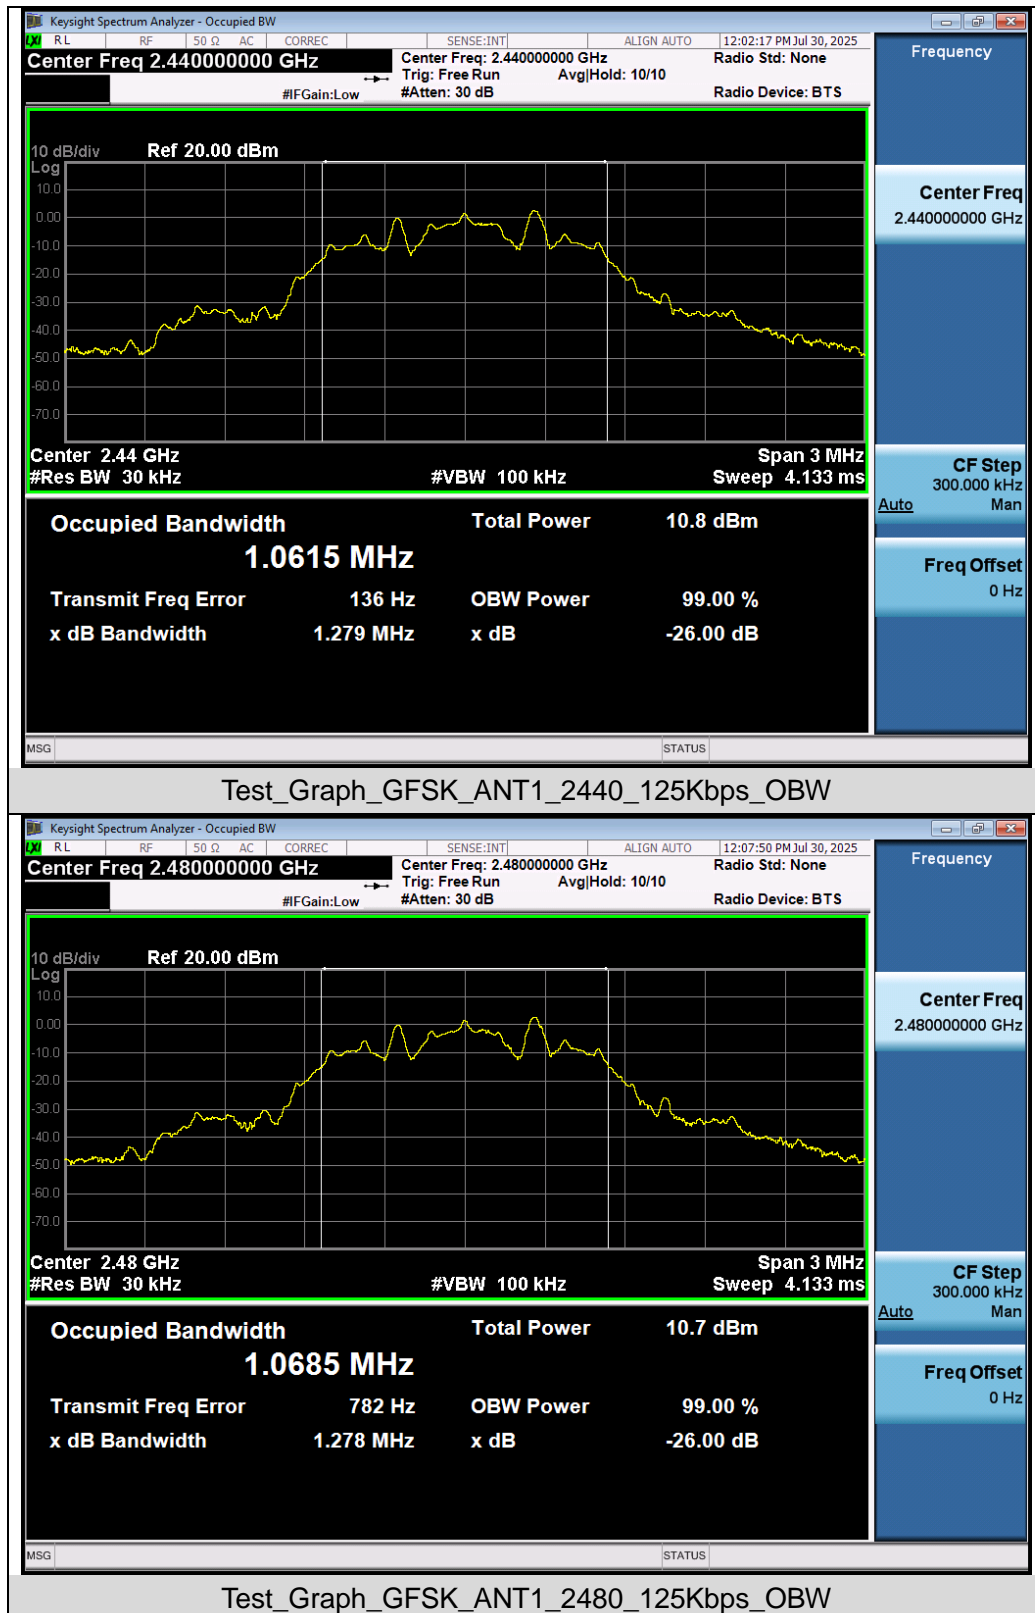 Keysight Spectrum Analyzer - Occupied BW
LXI RL RF 50 Ω AC CORREC SENSE:INT ALIGN AUTO 12:02:17 PM Jul 30, 2025
Center Freq 2.440000000 GHz
Center Freq: 2.440000000 GHz
Radio Std: None
Trig: Free Run Avg|Hold: 10/10
#IFGain:Low #Atten: 30 dB
Radio Device: BTS
Frequency
10 dB/div Ref 20.00 dBm
Log
10.0
0.00
-10.0
-20.0
-30.0
-40.0
-50.0
-60.0
-70.0
Center Freq
2.440000000 GHz
Center 2.44 GHz Span 3 MHz
#Res BW 30 kHz #VBW 100 kHz Sweep 4.133 ms
CF Step
300.000 kHz
Auto Man
Occupied Bandwidth Total Power 10.8 dBm
1.0615 MHz
Transmit Freq Error 136 Hz OBW Power 99.00 %
x dB Bandwidth 1.279 MHz x dB -26.00 dB
Freq Offset
0 Hz
MSG STATUS
Test_Graph_GFSK_ANT1_2440_125Kbps_OBW
Keysight Spectrum Analyzer - Occupied BW
LXI RL RF 50 Ω AC CORREC SENSE:INT ALIGN AUTO 12:07:50 PM Jul 30, 2025
Center Freq 2.480000000 GHz
Center Freq: 2.480000000 GHz
Radio Std: None
Trig: Free Run Avg|Hold: 10/10
#IFGain:Low #Atten: 30 dB
Radio Device: BTS
Frequency
10 dB/div Ref 20.00 dBm
Log
10.0
0.00
-10.0
-20.0
-30.0
-40.0
-50.0
-60.0
-70.0
Center Freq
2.480000000 GHz
Center 2.48 GHz Span 3 MHz
#Res BW 30 kHz #VBW 100 kHz Sweep 4.133 ms
CF Step
300.000 kHz
Auto Man
Occupied Bandwidth Total Power 10.7 dBm
1.0685 MHz
Transmit Freq Error 782 Hz OBW Power 99.00 %
x dB Bandwidth 1.278 MHz x dB -26.00 dB
Freq Offset
0 Hz
MSG STATUS
Test_Graph_GFSK_ANT1_2480_125Kbps_OBW